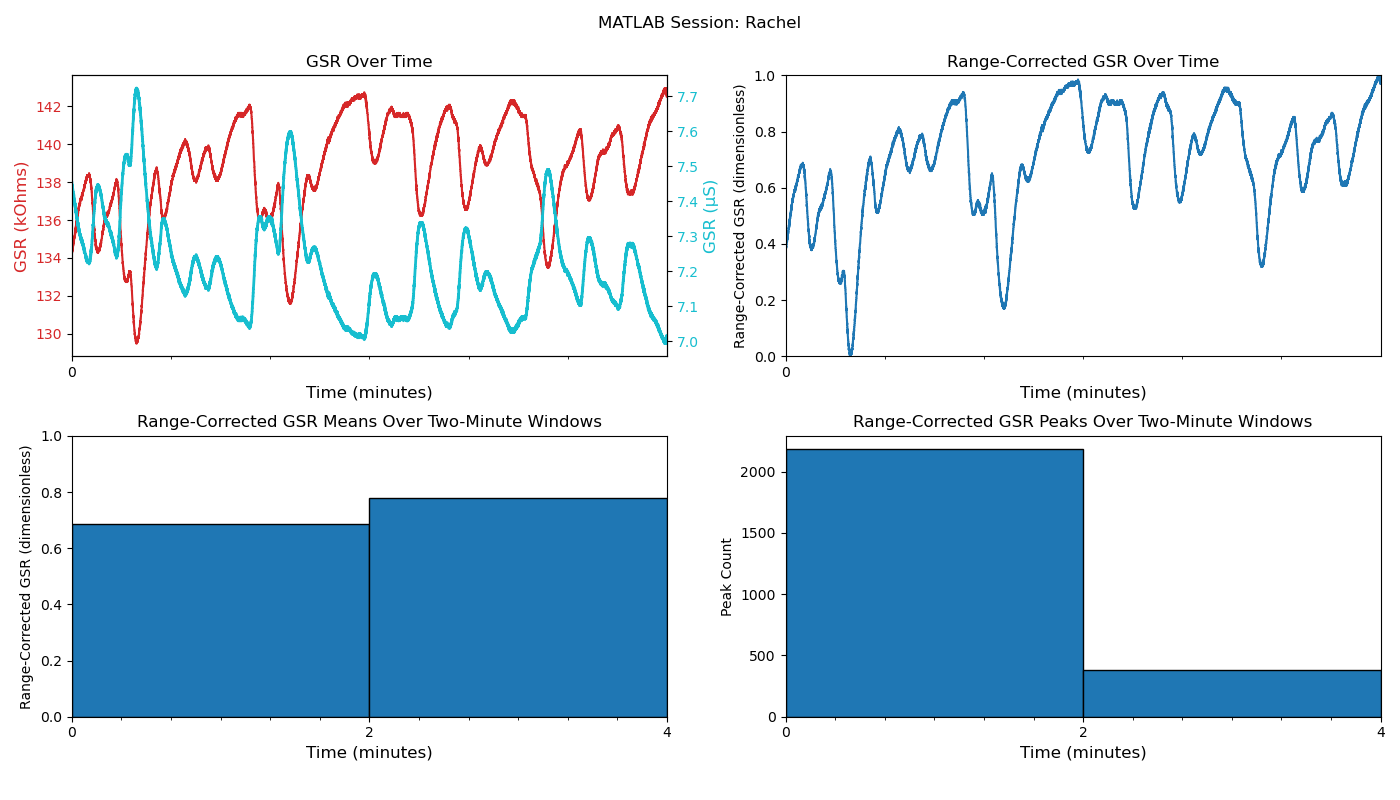 MATLAB Session: Rachel
GSR Over Time
GSR (kOhms)
142
140
138
136
134
132
130
7.7
7.6
7.5
7.4
7.3
7.2
7.1
7.0
GSR (µS)
0
Time (minutes)
Range-Corrected GSR Over Time
Range-Corrected GSR (dimensionless)
1.0
0.8
0.6
0.4
0.2
0.0
0
Time (minutes)
Range-Corrected GSR Means Over Two-Minute Windows
Range-Corrected GSR (dimensionless)
1.0
0.8
0.6
0.4
0.2
0.0
0 2 4
Time (minutes)
Range-Corrected GSR Peaks Over Two-Minute Windows
Peak Count
2000
1500
1000
500
0
0 2 4
Time (minutes)